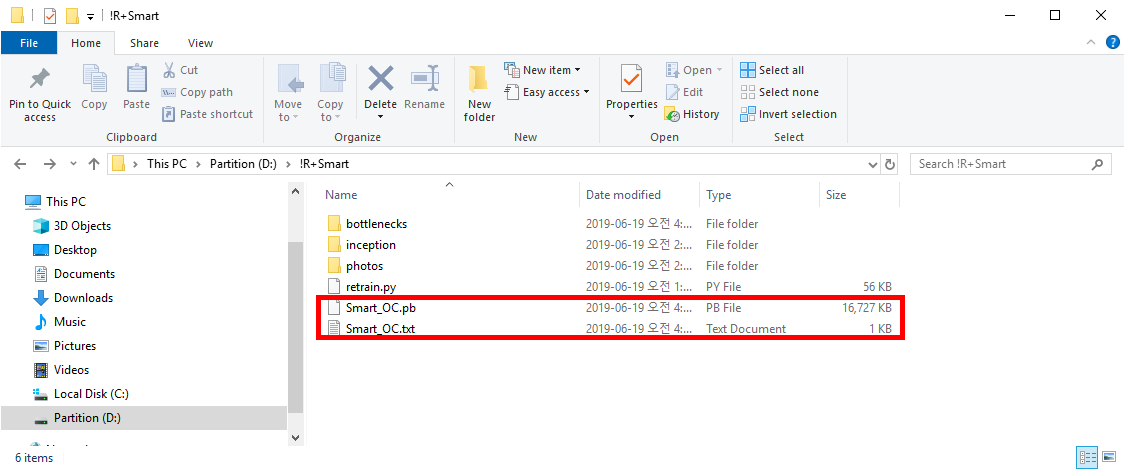 !R+Smart
File Home Share View
Pin to Quick access
Copy
Paste
Cut
Copy path
Paste shortcut
Clipboard
Move to
Copy to
Delete
Rename
Organize
New folder
New item
Easy access
New
Properties
Open
Edit
History
Open
Select all
Select none
Invert selection
Select
This PC > Partition (D:) > !R+Smart
Search !R+Smart
This PC
3D Objects
Desktop
Documents
Downloads
Music
Pictures
Videos
Local Disk (C:)
Partition (D:)
Name Date modified Type Size
bottlenecks 2019-06-19 오전 4:... File folder
inception 2019-06-19 오전 2:... File folder
photos 2019-06-19 오전 2:... File folder
retrain.py 2019-06-19 오전 1:... PY File 56 KB
Smart_OC.pb 2019-06-19 오전 4:... PB File 16,727 KB
Smart_OC.txt 2019-06-19 오전 4:... Text Document 1 KB
6 items